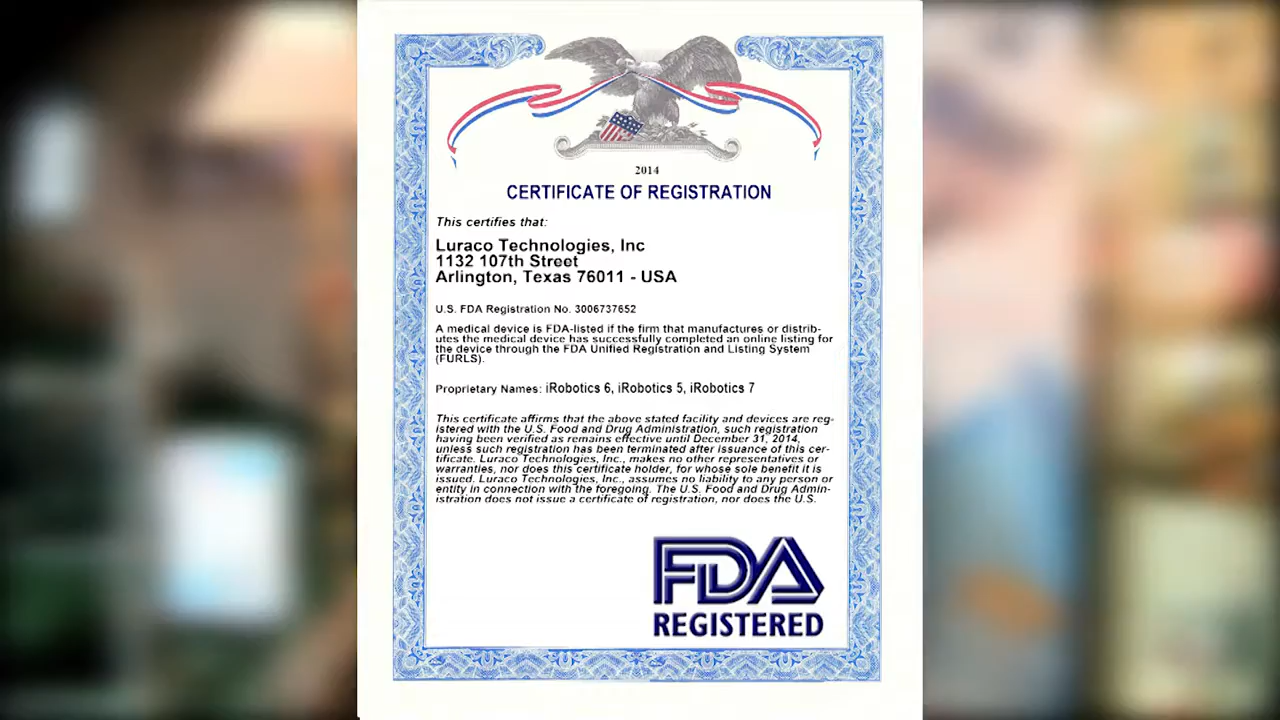 2014
CERTIFICATE OF REGISTRATION
This certifies that:
Luraco Technologies, Inc
1132 107th Street
Arlington, Texas 76011 - USA
U.S. FDA Registration No. 3006737652
A medical device is FDA-listed if the firm that manufactures or distrib-
utes the medical device has successfully completed an online listing for
the device through the FDA Unified Registration and Listing System
(FURLS).
Proprietary Names: iRobotics 6, iRobotics 5, iRobotics 7
This certificate affirms that the above stated facility and devices are reg-
istered with the U.S. Food and Drug Administration, such registration
having been verified as remains effective until December 31, 2014,
unless such registration has been terminated after issuance of this cer-
tificate. Luraco Technologies, Inc., makes no other representatives or
warranties, nor does this certificate holder, for whose sole benefit it is
issued. Luraco Technologies, Inc., assumes no liability to any person or
entity in connection with the foregoing. The U.S. Food and Drug Admin-
istration does not issue a certificate of registration, nor does the U.S.
FDA
REGISTERED